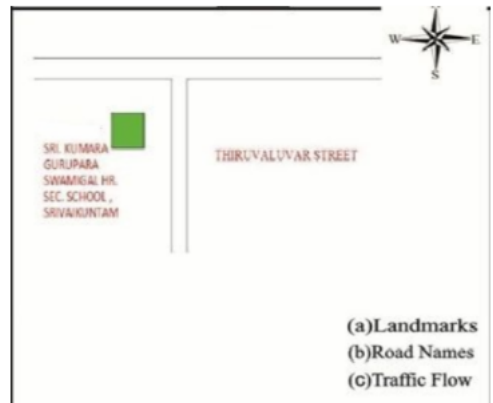 W
E
S
SRI. KUMARA
GURUPARA
SWAMIGAL HR.
SEC. SCHOOL ,
SRIVAIKUNTAM
THIRUVALUVAR STREET
(a)Landmarks
(b)Road Names
(c)Traffic Flow